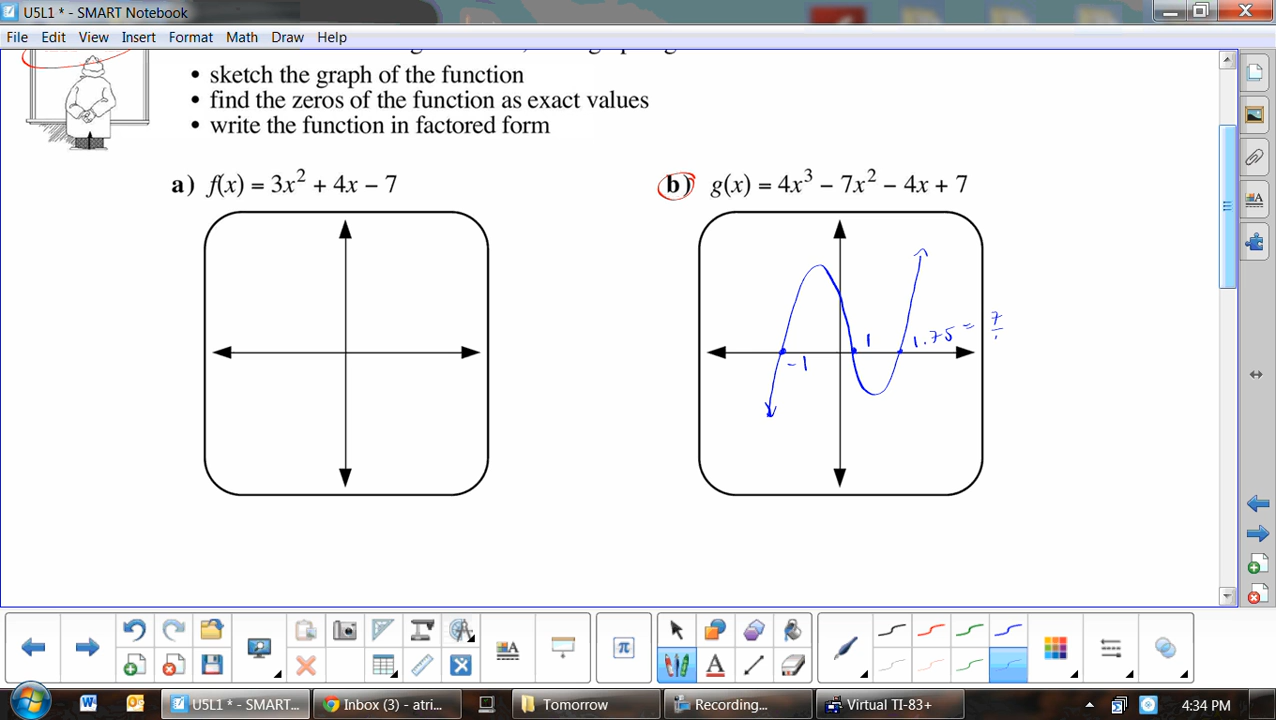 U5L1 * - SMART Notebook
File Edit View Insert Format Math Draw Help
• sketch the graph of the function
• find the zeros of the function as exact values
• write the function in factored form
a) f(x) = 3x² + 4x − 7
b) g(x) = 4x³ − 7x² − 4x + 7
-1
1
1.75 = 7
U5L1 * - SMART...
Inbox (3) - atri...
Tomorrow
Recording...
Virtual TI-83+
4:34 PM